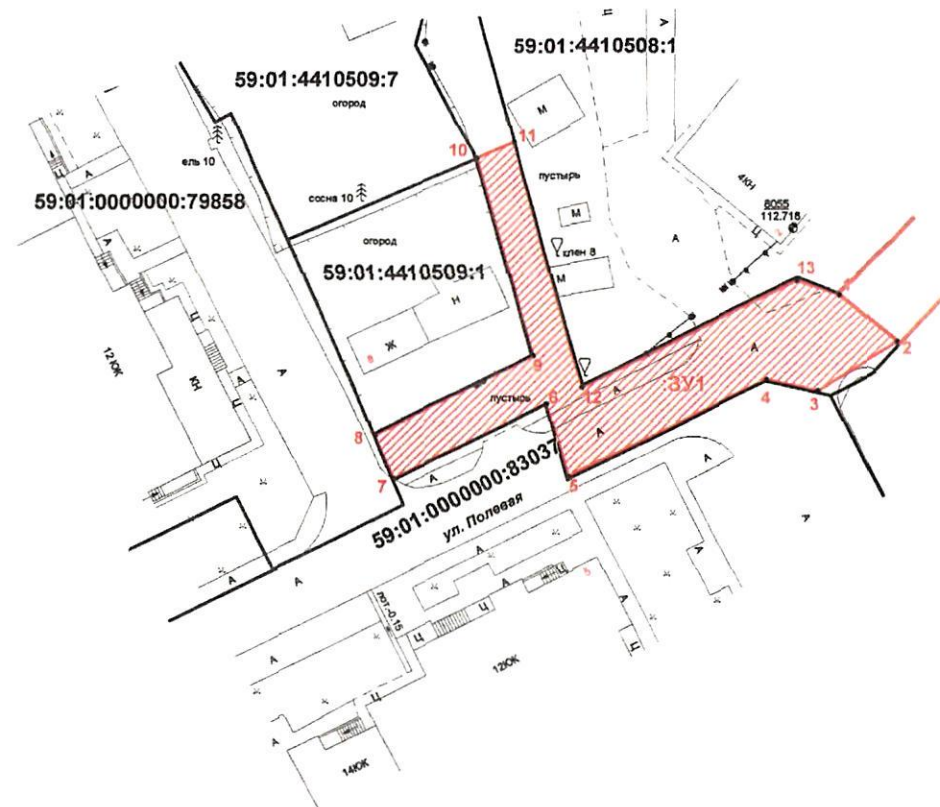 Ц
А
59:01:4410508:1
59:01:4410509:7
огород
М
11
ель 10
10
Ц
А
пустырь
4КН
сосна 10
59:01:0000000:79858
М
8055
112.718
Ц
А
огород
А
клен 8
59:01:4410509:1
М
13
1
Н
Ц
Ж
8
12ЮК
А
9
А
2
КН
А
12
:ЗУ1
4
3
Ц
пустырь
6
А
8
А
Ц
7
А
5
А
А
59:01:0000000:83037
ул. Полевая
А
А
А
А
А
лот.-0.15
А
Ц
5
А
Ц
Ц
Ц
А
12ЮК
Ц
А
14ЮК